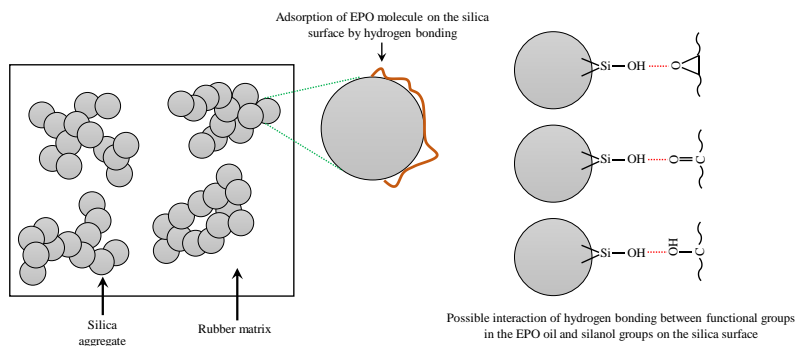 Adsorption of EPO molecule on the silica
surface by hydrogen bonding
Si OH O
Si OH O C
Si OH OH C
Silica
aggregate
Rubber matrix
Possible interaction of hydrogen bonding between functional groups
in the EPO oil and silanol groups on the silica surface